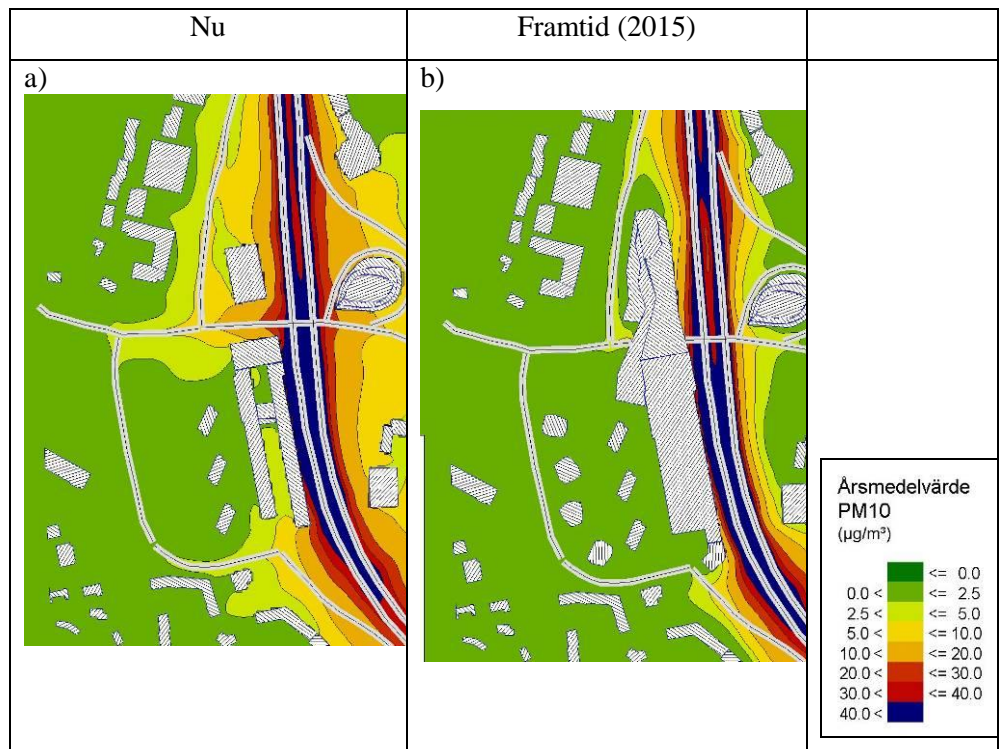 Nu
Framtid (2015)
a)
b)
Årsmedelvärde
PM10
(µg/m³)
<= 0.0
0.0 < <= 2.5
2.5 < <= 5.0
5.0 < <= 10.0
10.0 < <= 20.0
20.0 < <= 30.0
30.0 < <= 40.0
40.0 <